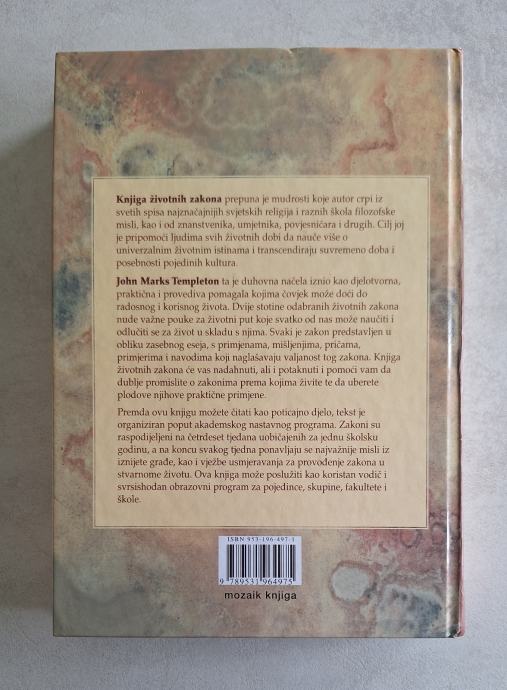 Knjiga životnih zakona prepuna je mudrosti koje autor crpi iz
svetih spisa najznačajnijih svjetskih religija i raznih škola filozofske
misli, kao i od znanstvenika, umjetnika, povjesničara i drugih. Cilj joj
je pripomoći ljudima svih životnih dobi da nauče više o
univerzalnim životnim istinama i transcendiraju suvremeno doba i
posebnosti pojedinih kultura.
John Marks Templeton ta je duhovna načela iznio kao djelotvorna,
praktična i provediva pomagala kojima čovjek može doći do
radosnog i korisnog života. Dvije stotine odabranih životnih zakona
nude važne pouke za životni put koje svatko od nas može naučiti i
odlučiti se za život u skladu s njima. Svaki je zakon predstavljen u
obliku zasebnog eseja, s primjenama, mišljenjima, pričama,
primjerima i navodima koji naglašavaju valjanost tog zakona. Knjiga
životnih zakona će vas nadahnuti, ali i potaknuti i pomoći vam da
dublje promislite o zakonima prema kojima živite te da uberete
plodove njihove praktične primjene.
Premda ovu knjigu možete čitati kao poticajno djelo, tekst je
organiziran poput akademskog nastavnog programa. Zakoni su
raspodijeljeni na četrdeset tjedana uobičajenih za jednu školsku
godinu, a na koncu svakog tjedna ponavljaju se najvažnije misli iz
iznijete građe, kao i vježbe usmjeravanja za provođenje zakona u
stvarnome životu. Ova knjiga može poslužiti kao koristan vodič i
svrsishodan obrazovni program za pojedince, skupine, fakultete i
škole.
ISBN 953-196-497-1
9 789531 964975
mozaik knjiga